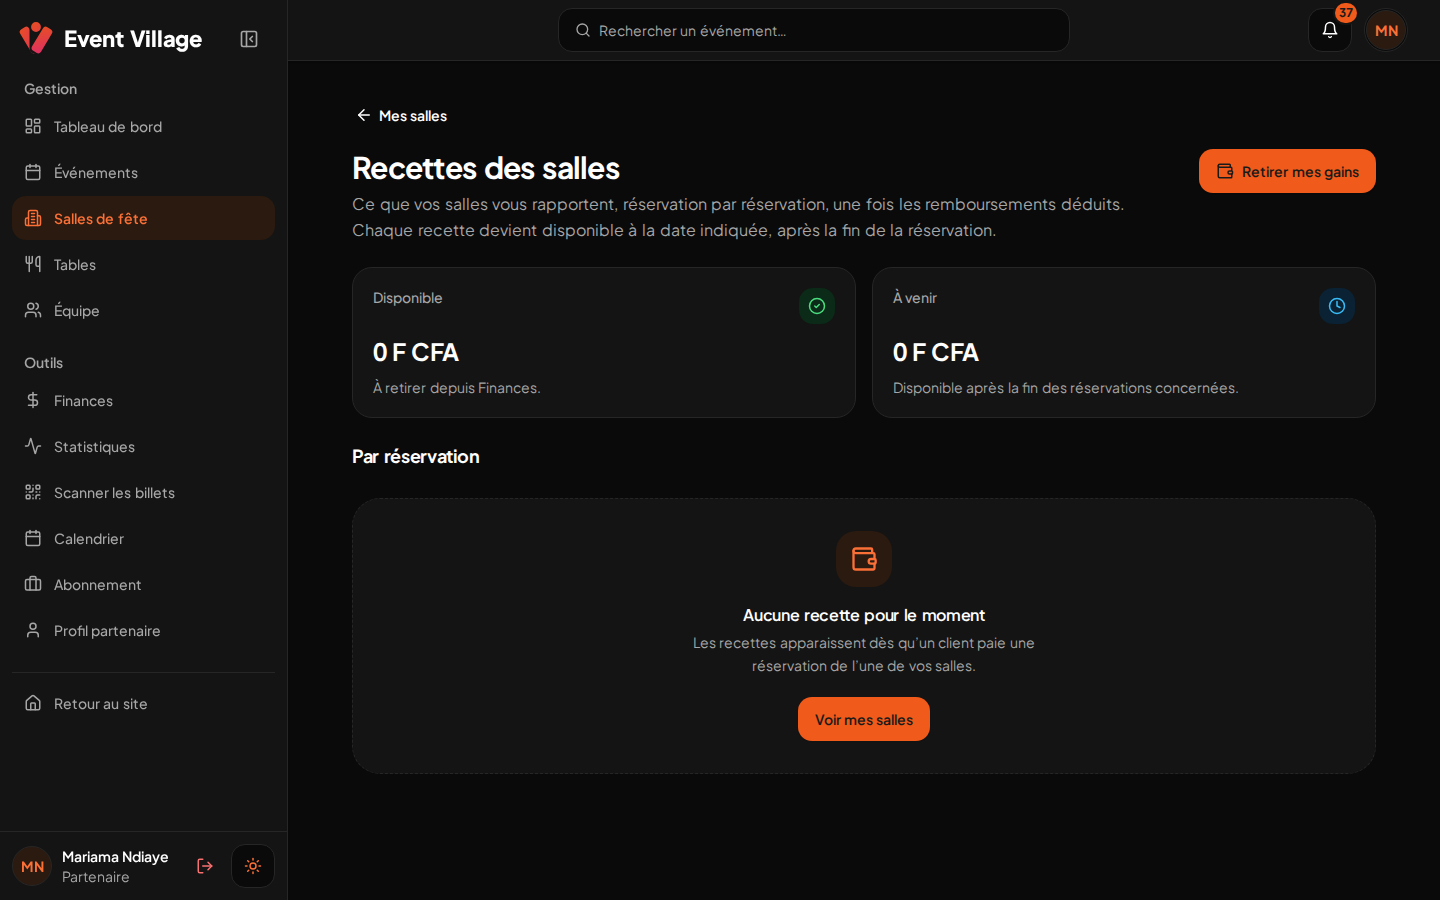 Event Village
Gestion
Tableau de bord
Événements
Salles de fête
Tables
Équipe
Outils
Finances
Statistiques
Scanner les billets
Calendrier
Abonnement
Profil partenaire
Retour au site
MN
Mariama Ndiaye
Partenaire
Rechercher un événement...
37
MN
Mes salles
Recettes des salles
Retirer mes gains
Ce que vos salles vous rapportent, réservation par réservation, une fois les remboursements déduits.
Chaque recette devient disponible à la date indiquée, après la fin de la réservation.
Disponible
0 F CFA
À retirer depuis Finances.
À venir
0 F CFA
Disponible après la fin des réservations concernées.
Par réservation
Aucune recette pour le moment
Les recettes apparaissent dès qu'un client paie une
réservation de l'une de vos salles.
Voir mes salles